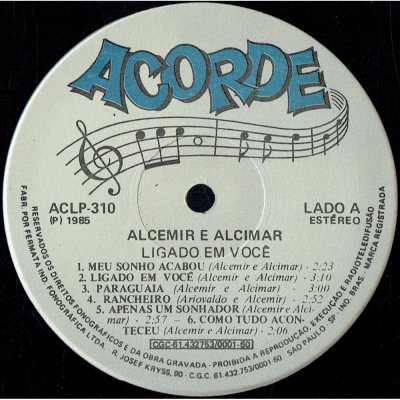 ACORDE
ACLP-310
(P) 1985
LADO A
ESTÉREO
ALCEMIR E ALCIMAR
LIGADO EM VOCÊ
1. MEU SONHO ACABOU (Alcemir e Alcimar) - 2:23
2. LIGADO EM VOCÊ (Alcemir e Alcimar) - 3:10
3. PARAGUAIA (Alcemir e Alcimar) - 3:00
4. RANCHEIRO (Ariovaldo e Alcemir) - 2:52
5. APENAS UM SONHADOR (Alcemir e Alci-
mar) - 2:57 – 6. COMO TUDO ACON-
TECEU (Alcemir e Alcimar) - 2:06
CGC-61.432.753/0001-60
RESERVADOS OS DIREITOS FONOGRÁFICOS E DA OBRA GRAVADA - PROIBIDA A REPRODUÇÃO, EXECUÇÃO E RADIOTELEDIFUSÃO
FABR. POR FERMATA IND. FONOGRÁFICA LTDA. R. JOSEF KRYSS, 90 - C.G.C. 61.432.753/0001-60 SÃO PAULO - SP - IND. BRAS. - MARCA REGISTRADA